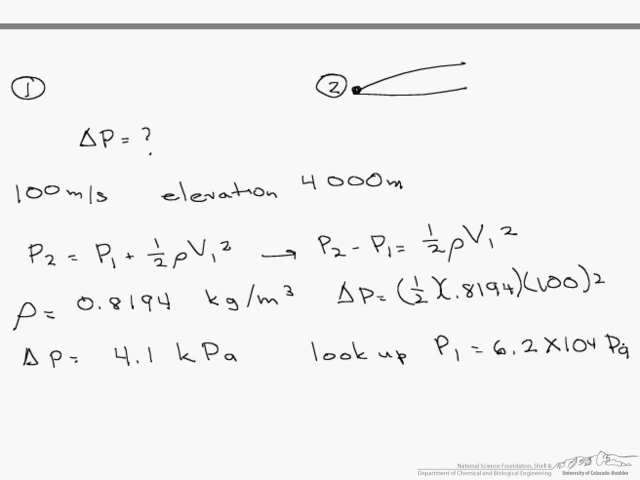 ① ②
ΔP = ?
100 m/s elevation 4000m
P₂ = P₁ + ½ρV₁² → P₂ - P₁ = ½ρV₁²
ρ = 0.8194 kg/m³ ΔP = (½)(.8194)(100)2
ΔP = 4.1 kPa look up P₁ = 6.2 X 104 Pa
National Science Foundation, Shell &
Department of Chemical and Biological Engineering University of Colorado-Boulder